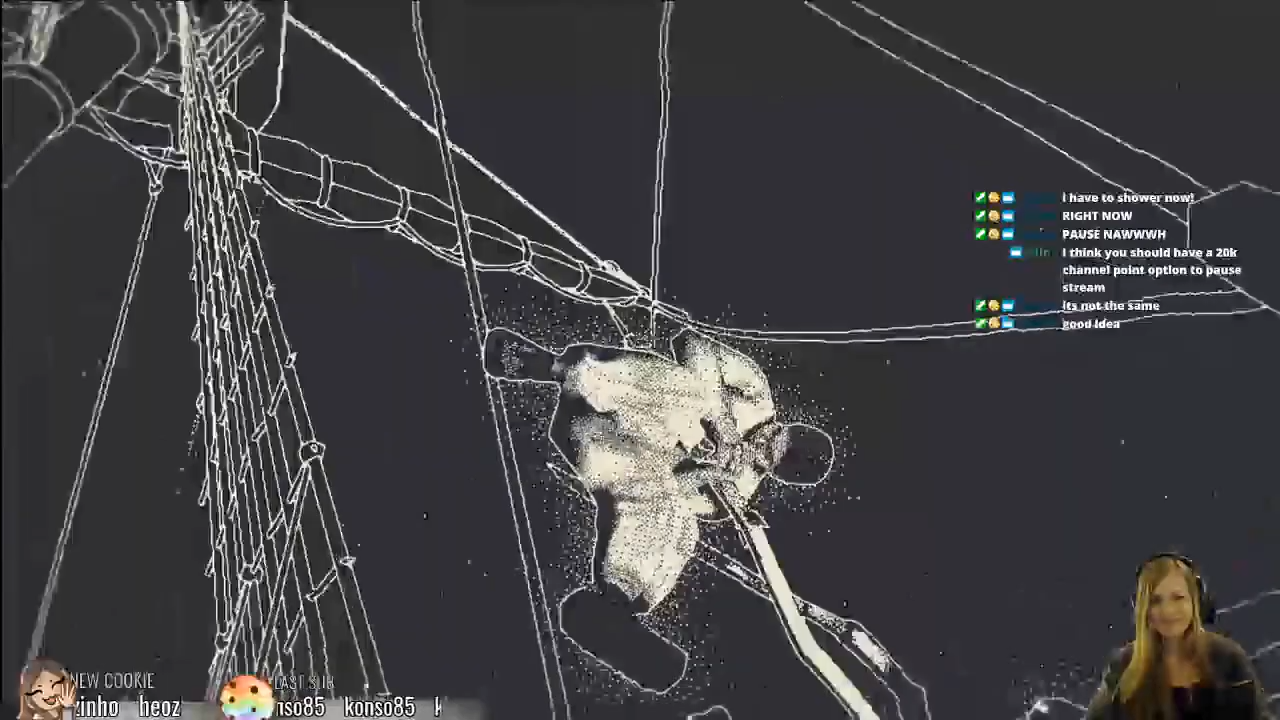 I have to shower now!
RIGHT NOW
PAUSE NAWWWH
I think you should have a 20k
channel point option to pause
stream
Its not the same
good idea
NEW COOKIE
LAST SUB
heoz
konso85